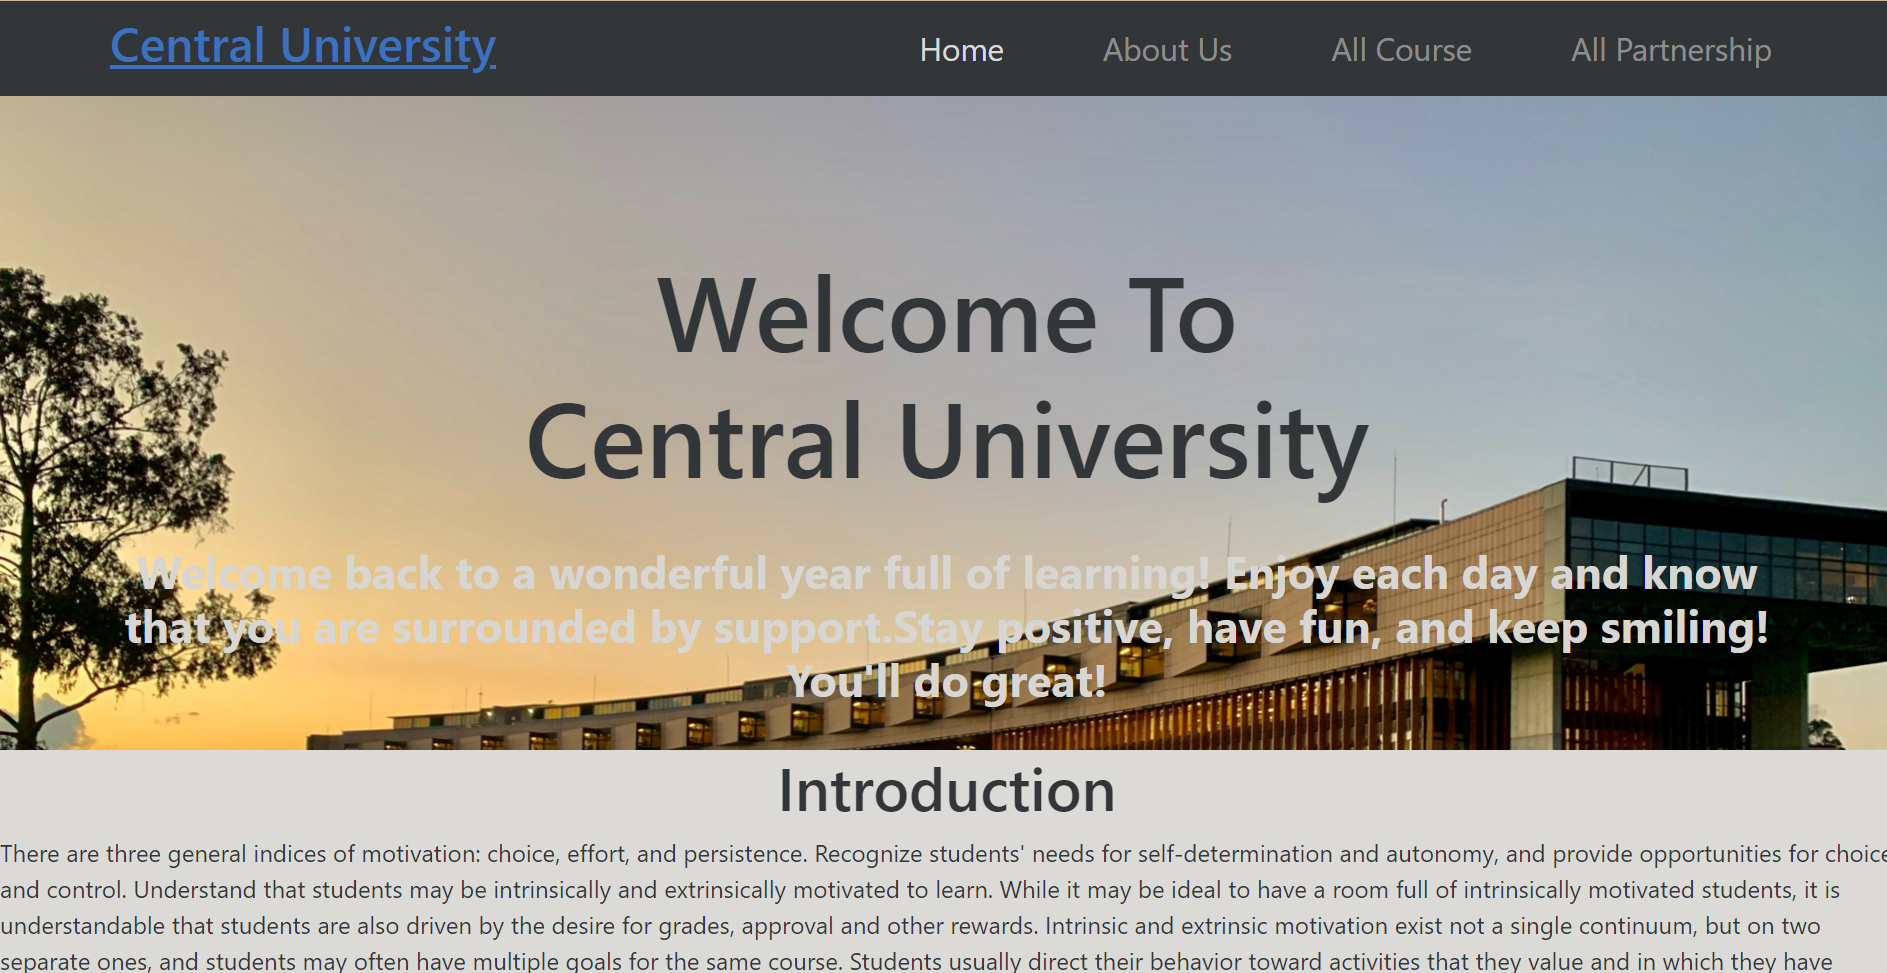 Central University
Home
About Us
All Course
All Partnership
Welcome To
Central University
Welcome back to a wonderful year full of learning! Enjoy each day and know
that you are surrounded by support.Stay positive, have fun, and keep smiling!
You'll do great!
Introduction
There are three general indices of motivation: choice, effort, and persistence. Recognize students' needs for self-determination and autonomy, and provide opportunities for choice
and control. Understand that students may be intrinsically and extrinsically motivated to learn. While it may be ideal to have a room full of intrinsically motivated students, it is
understandable that students are also driven by the desire for grades, approval and other rewards. Intrinsic and extrinsic motivation exist not a single continuum, but on two
separate ones, and students may often have multiple goals for the same course. Students usually direct their behavior toward activities that they value and in which they have